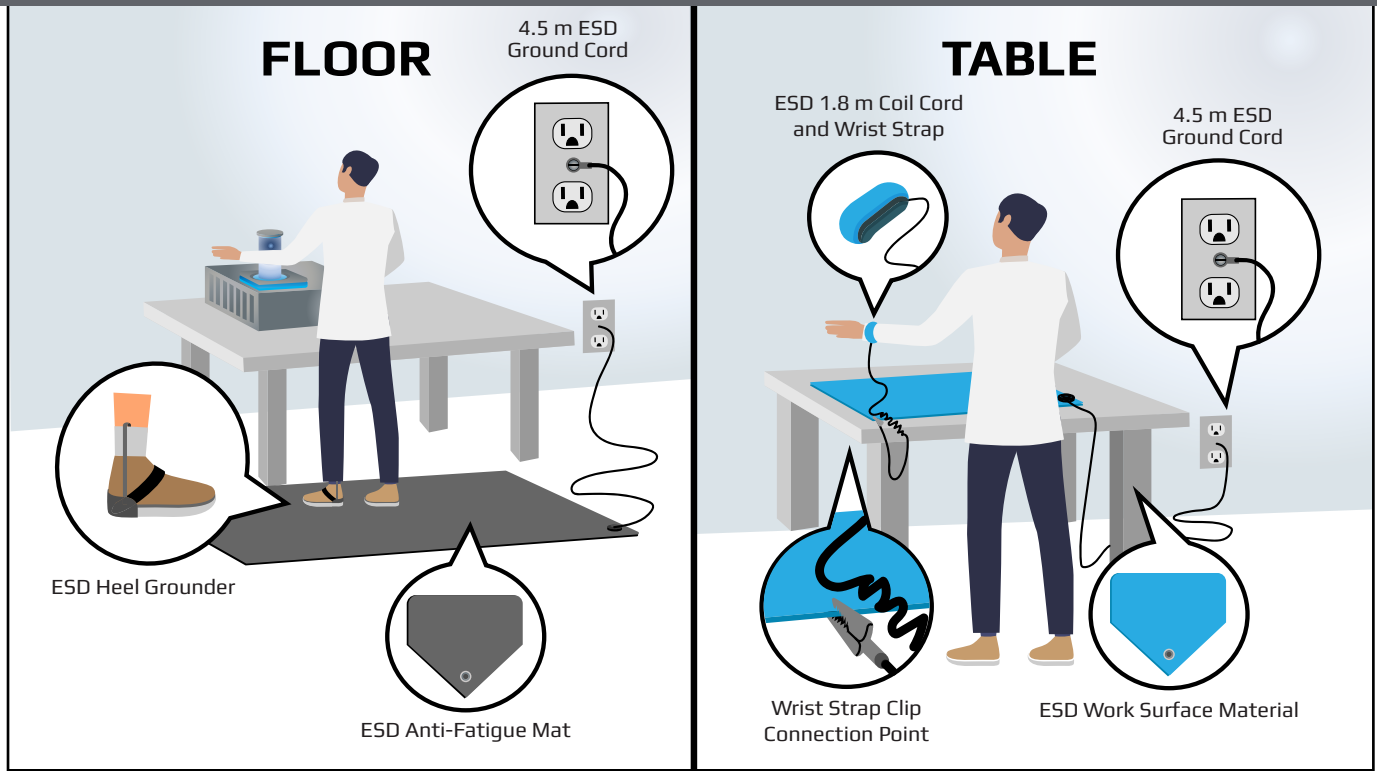 FLOOR
4.5 m ESD
Ground Cord
ESD Heel Grounder
ESD Anti-Fatigue Mat
TABLE
ESD 1.8 m Coil Cord
and Wrist Strap
4.5 m ESD
Ground Cord
Wrist Strap Clip
Connection Point
ESD Work Surface Material